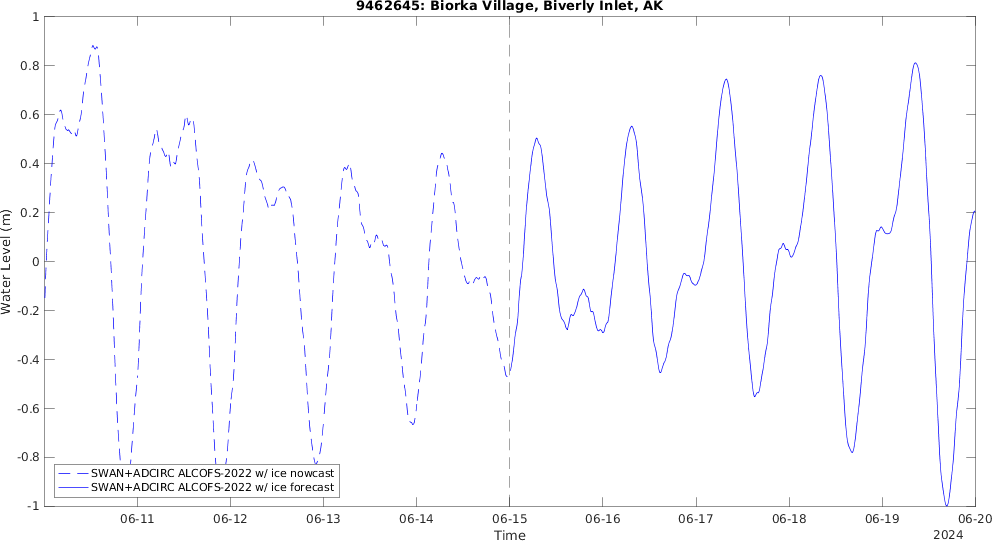 9462645: Biorka Village, Biverly Inlet, AK
1
0.8
0.6
0.4
0.2
0
-0.2
-0.4
-0.6
-0.8
-1
Water Level (m)
SWAN+ADCIRC ALCOFS-2022 w/ ice nowcast
SWAN+ADCIRC ALCOFS-2022 w/ ice forecast
06-11 06-12 06-13 06-14 06-15 06-16 06-17 06-18 06-19 06-20
Time
2024